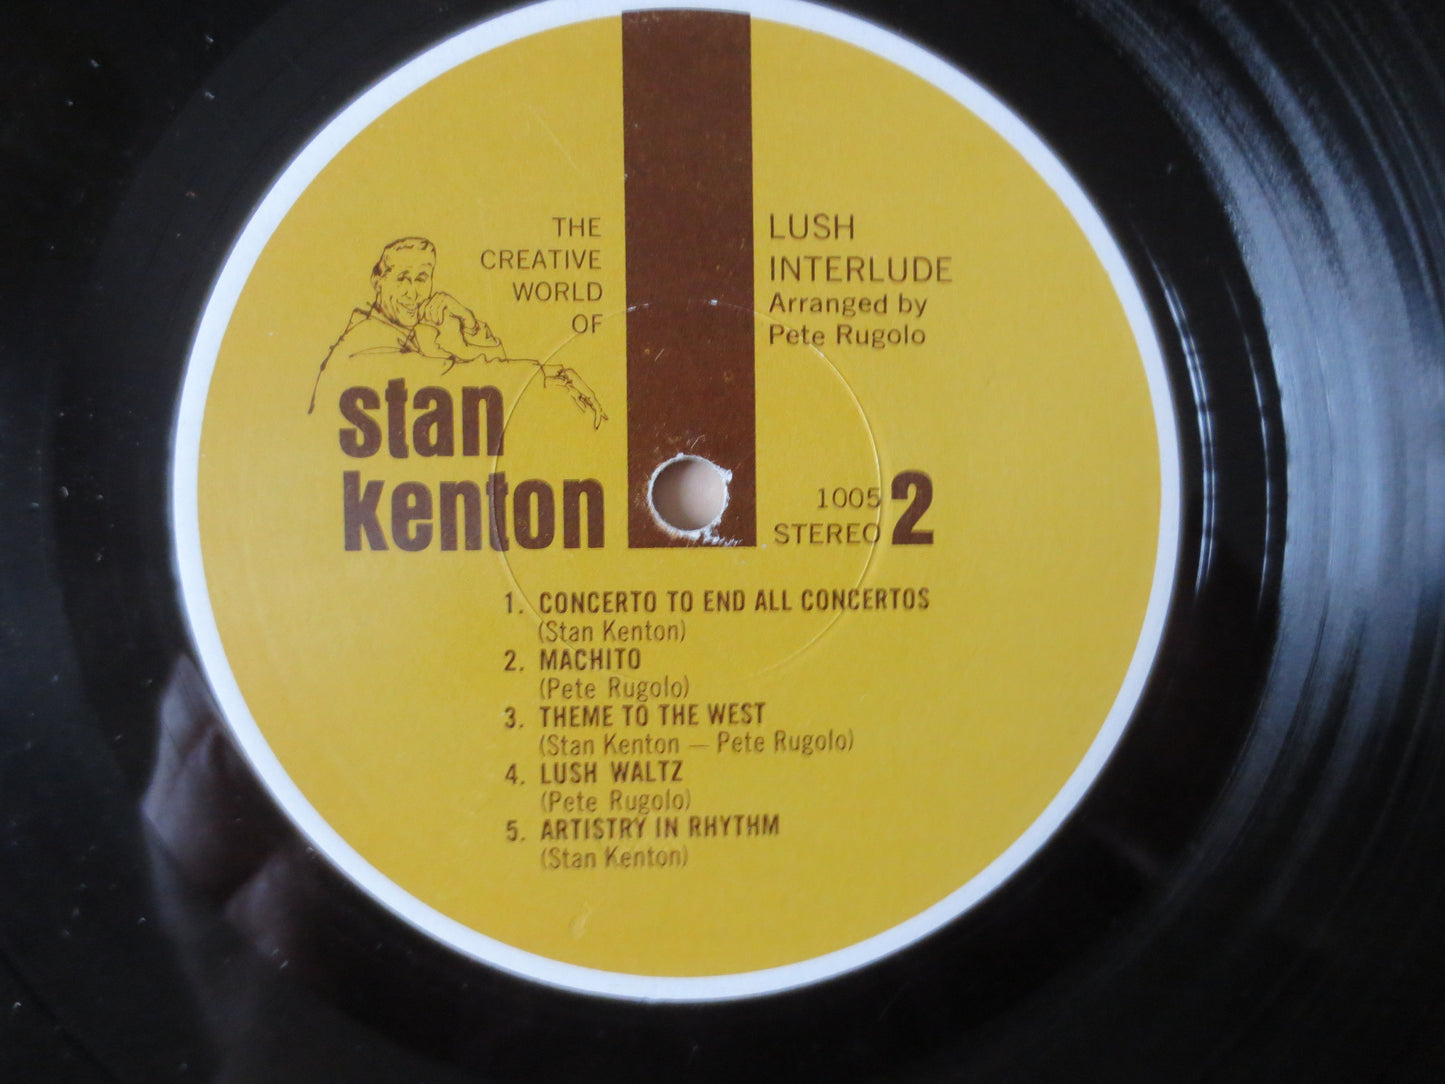 THE
CREATIVE
WORLD
OF
stan
kenton
LUSH
INTERLUDE
Arranged by
Pete Rugolo
1005
STEREO 2
1. CONCERTO TO END ALL CONCERTOS
(Stan Kenton)
2. MACHITO
(Pete Rugolo)
3. THEME TO THE WEST
(Stan Kenton — Pete Rugolo)
4. LUSH WALTZ
(Pete Rugolo)
5. ARTISTRY IN RHYTHM
(Stan Kenton)